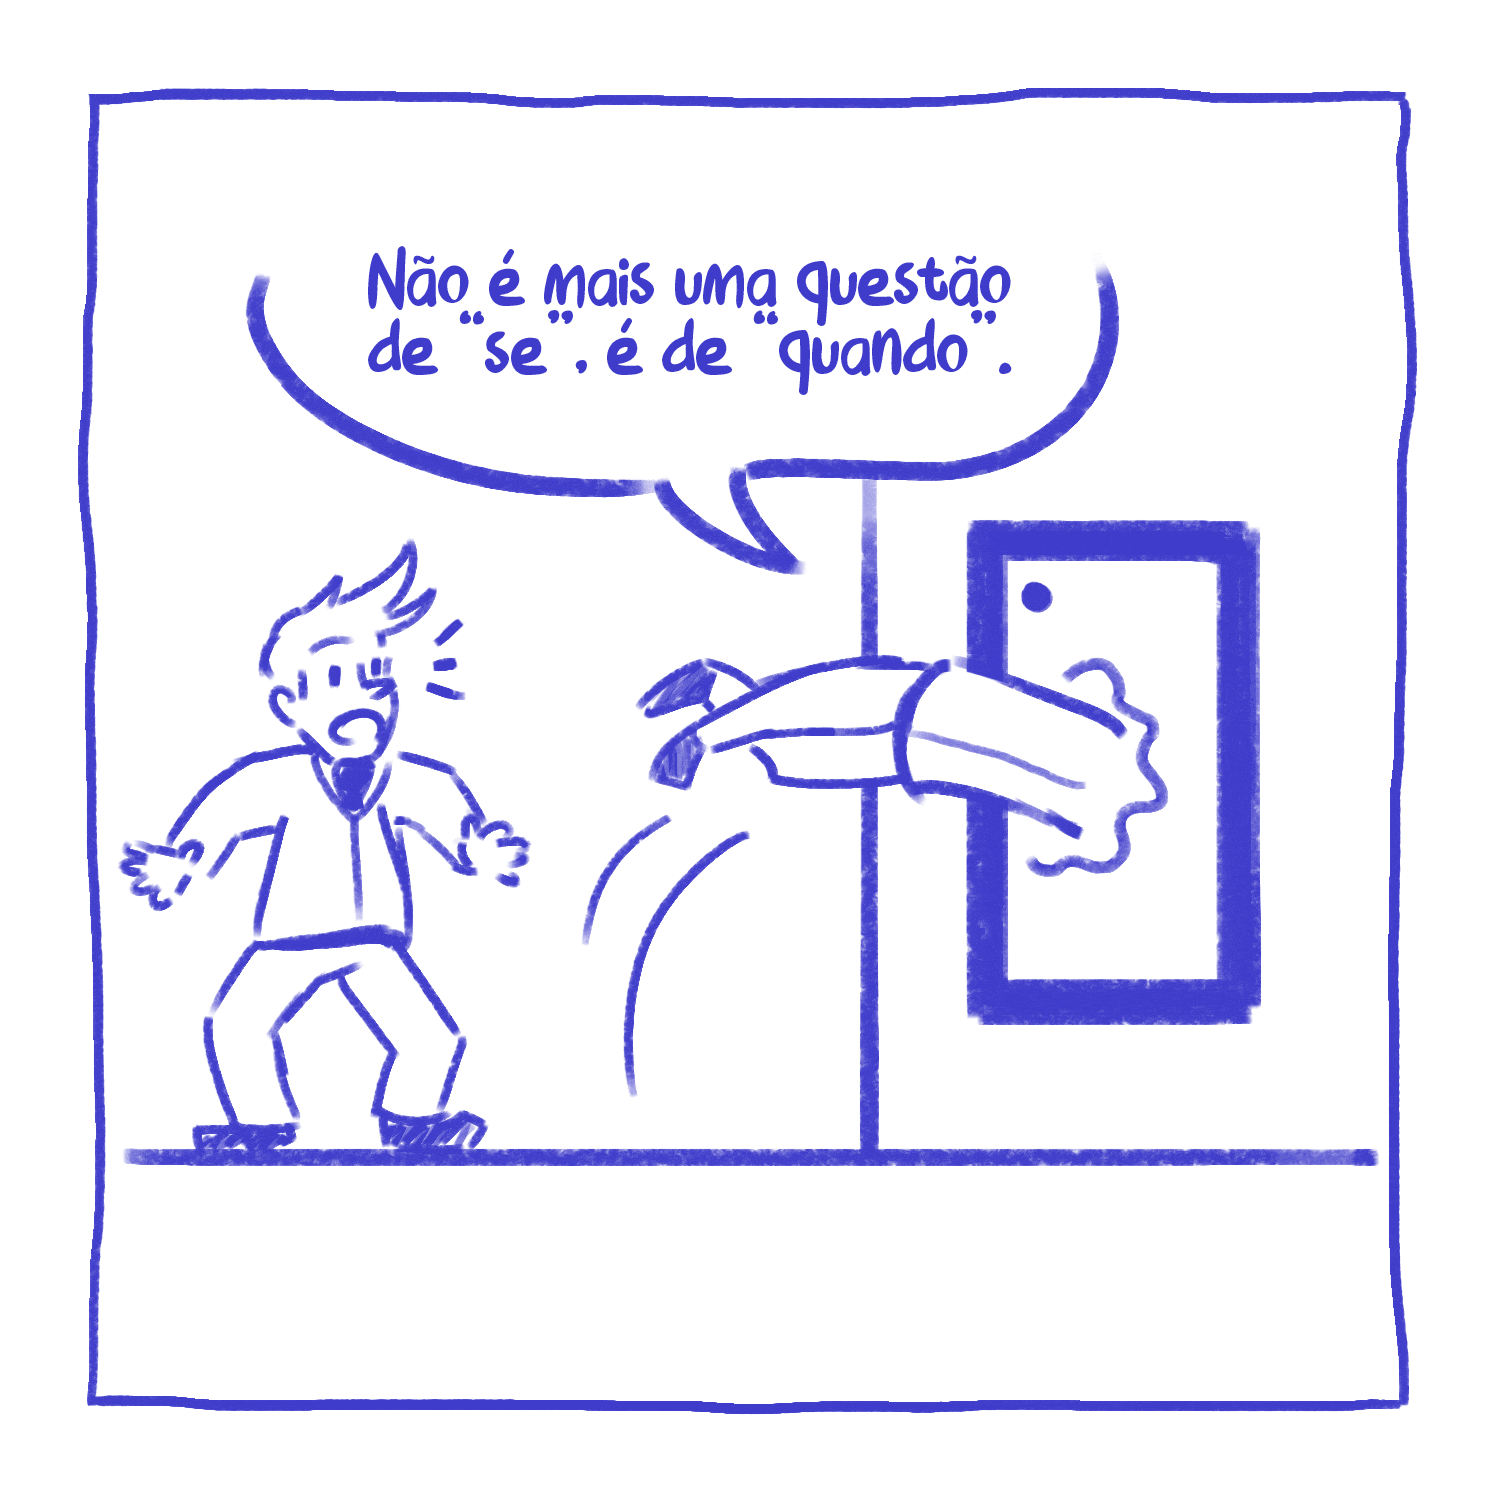 Não é mais uma questão
de “se”, é de “quando”.